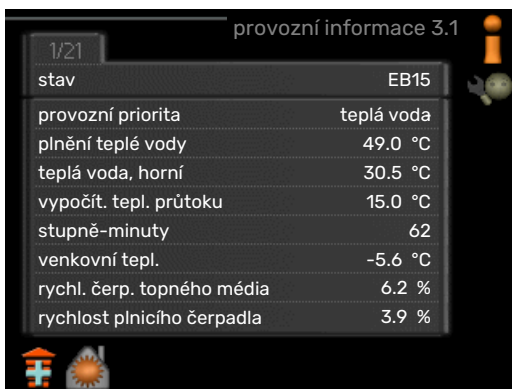 provozní informace 3.1
1/21
stav EB15
provozní priorita teplá voda
plnění teplé vody 49.0 °C
teplá voda, horní 30.5 °C
vypočít. tepl. průtoku 15.0 °C
stupně-minuty 62
venkovní tepl. -5.6 °C
rychl. čerp. topného média 6.2 %
rychlost plnicího čerpadla 3.9 %